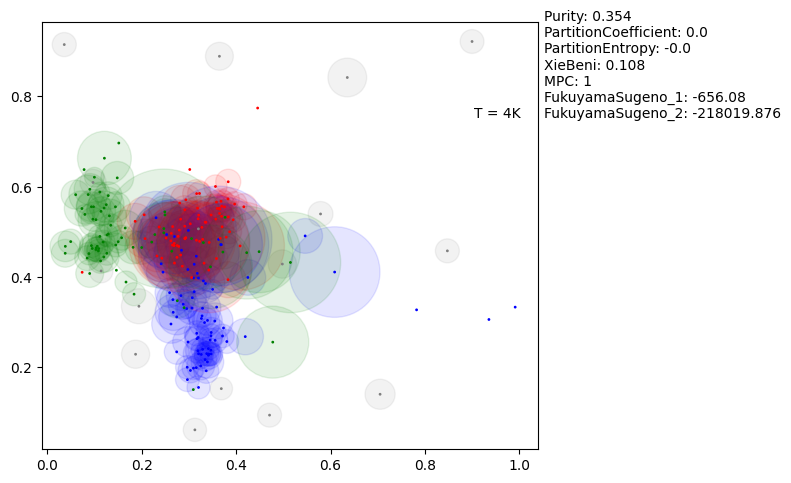 Purity: 0.354
PartitionCoefficient: 0.0
PartitionEntropy: -0.0
XieBeni: 0.108
MPC: 1
FukuyamaSugeno_1: -656.08
FukuyamaSugeno_2: -218019.876
T = 4K
0.8
0.6
0.4
0.2
0.0 0.2 0.4 0.6 0.8 1.0